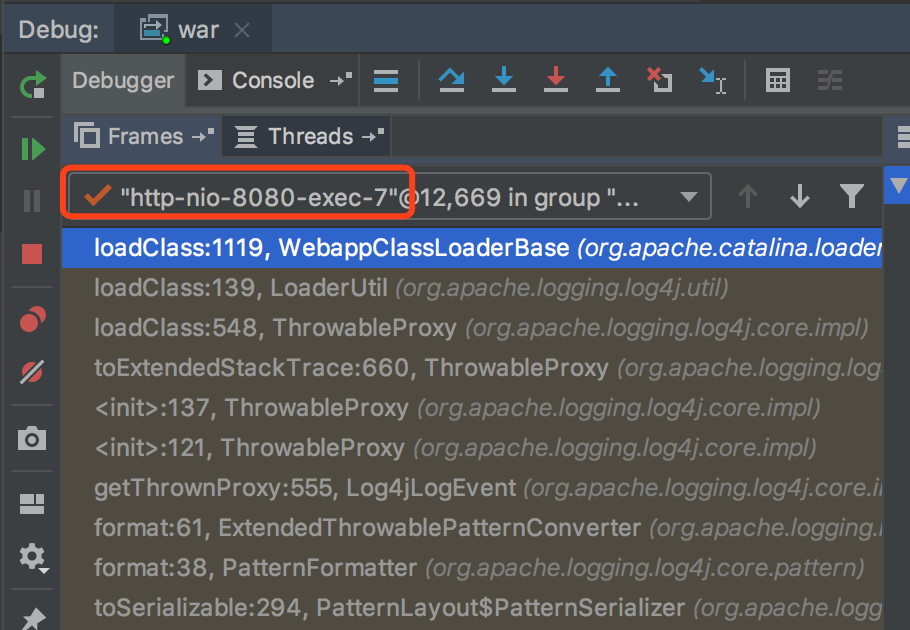 Debug: war
Debugger Console
Frames Threads
"http-nio-8080-exec-7"@12,669 in group "...
loadClass:1119, WebappClassLoaderBase (org.apache.catalina.loader
loadClass:139, LoaderUtil (org.apache.logging.log4j.util)
loadClass:548, ThrowableProxy (org.apache.logging.log4j.core.impl)
toExtendedStackTrace:660, ThrowableProxy (org.apache.logging.log
<init>:137, ThrowableProxy (org.apache.logging.log4j.core.impl)
<init>:121, ThrowableProxy (org.apache.logging.log4j.core.impl)
getThrownProxy:555, Log4jLogEvent (org.apache.logging.log4j.core.i
format:61, ExtendedThrowablePatternConverter (org.apache.logging.
format:38, PatternFormatter (org.apache.logging.log4j.core.pattern)
toSerializable:294, PatternLayout$PatternSerializer (org.apache.logg